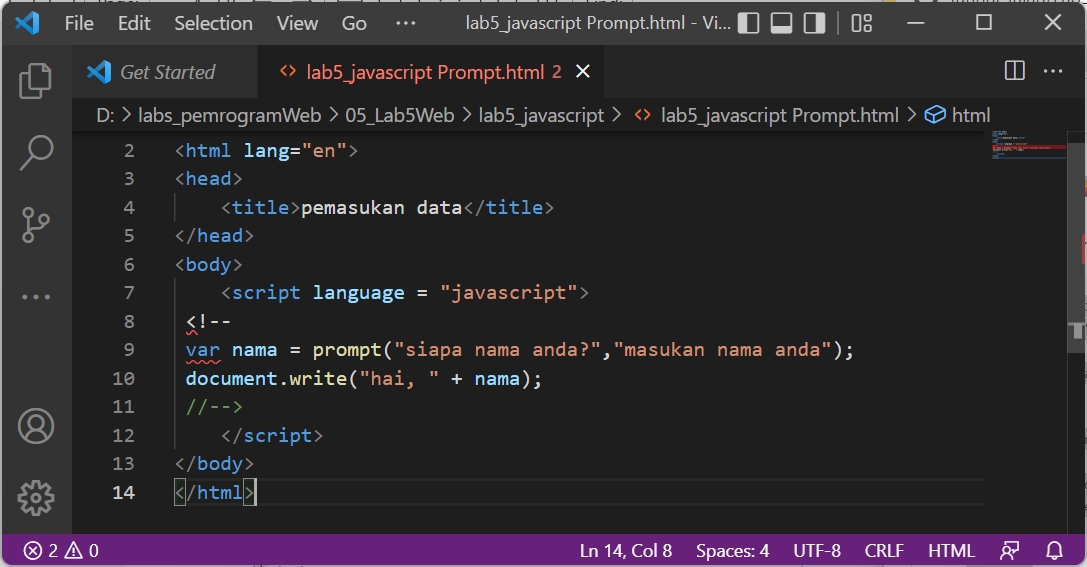 File Edit Selection View Go ··· lab5_javascript Prompt.html - Vi...
Get Started <> lab5_javascript Prompt.html 2
D: > labs_pemrogramWeb > 05_Lab5Web > lab5_javascript > <> lab5_javascript Prompt.html > html
2 <html lang="en">
3 <head>
4 <title>pemasukan data</title>
5 </head>
6 <body>
7 <script language = "javascript">
8 <!--
9 var nama = prompt("siapa nama anda?","masukan nama anda");
10 document.write("hai, " + nama);
11 //-->
12 </script>
13 </body>
14 </html>
2 0 Ln 14, Col 8 Spaces: 4 UTF-8 CRLF HTML